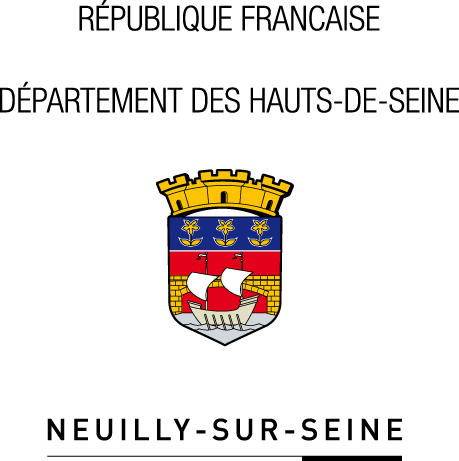 RÉPUBLIQUE FRANCAISE
DÉPARTEMENT DES HAUTS-DE-SEINE
NEUILLY-SUR-SEINE